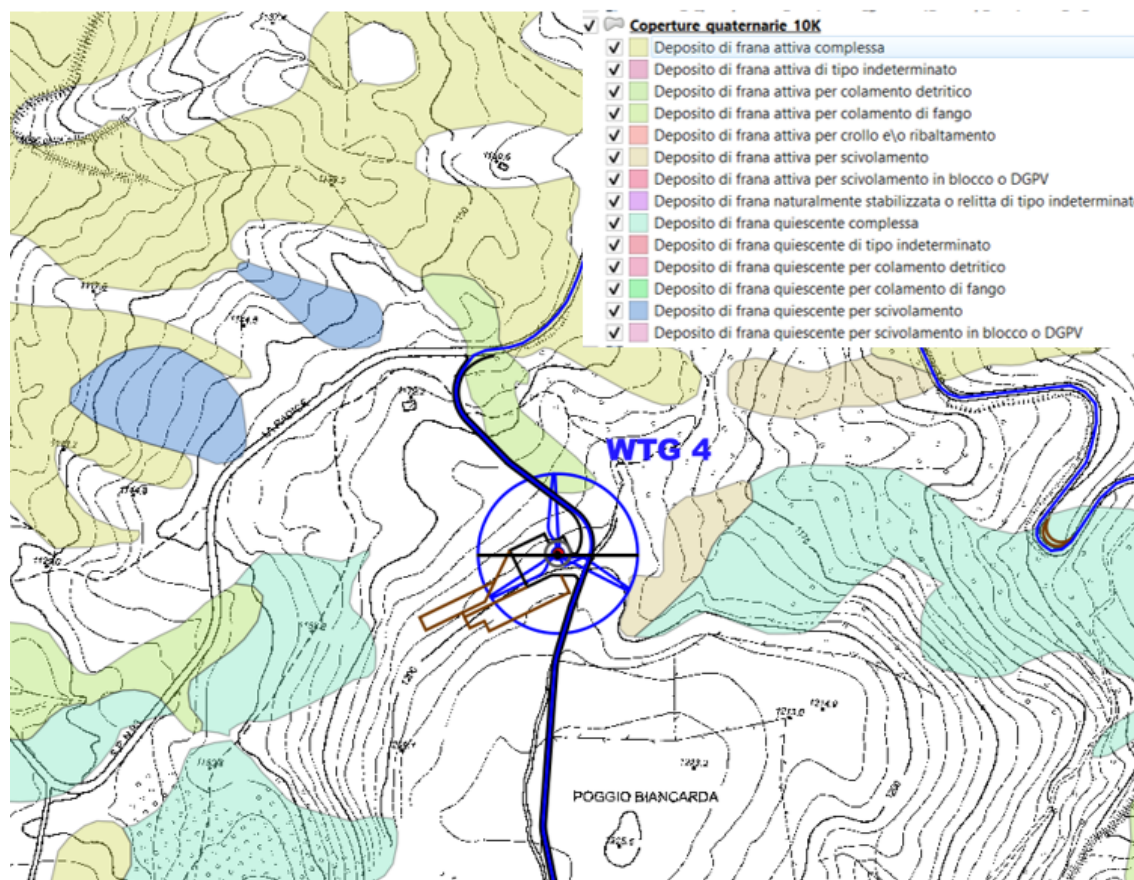 Coperture quaternarie 10K
Deposito di frana attiva complessa
Deposito di frana attiva di tipo indeterminato
Deposito di frana attiva per colamento detritico
Deposito di frana attiva per colamento di fango
Deposito di frana attiva per crollo e\o ribaltamento
Deposito di frana attiva per scivolamento
Deposito di frana attiva per scivolamento in blocco o DGPV
Deposito di frana naturalmente stabilizzata o relitta di tipo indeterminat
Deposito di frana quiescente complessa
Deposito di frana quiescente di tipo indeterminato
Deposito di frana quiescente per colamento detritico
Deposito di frana quiescente per colamento di fango
Deposito di frana quiescente per scivolamento
Deposito di frana quiescente per scivolamento in blocco o DGPV
1150
LA RADICE
WTG 4
1200
POGGIO BIANCARDA
1200